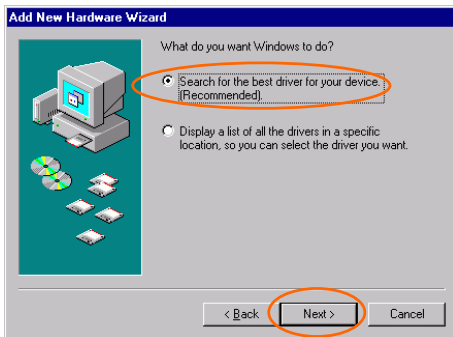 Add New Hardware Wizard
What do you want Windows to do?
Search for the best driver for your device.
(Recommended).
Display a list of all the drivers in a specific
location, so you can select the driver you want.
< Back
Next >
Cancel